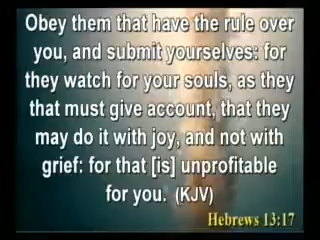 Obey them that have the rule over
you, and submit yourselves: for
they watch for your souls, as they
that must give account, that they
may do it with joy, and not with
grief: for that [is] unprofitable
for you. (KJV)
Hebrews 13:17